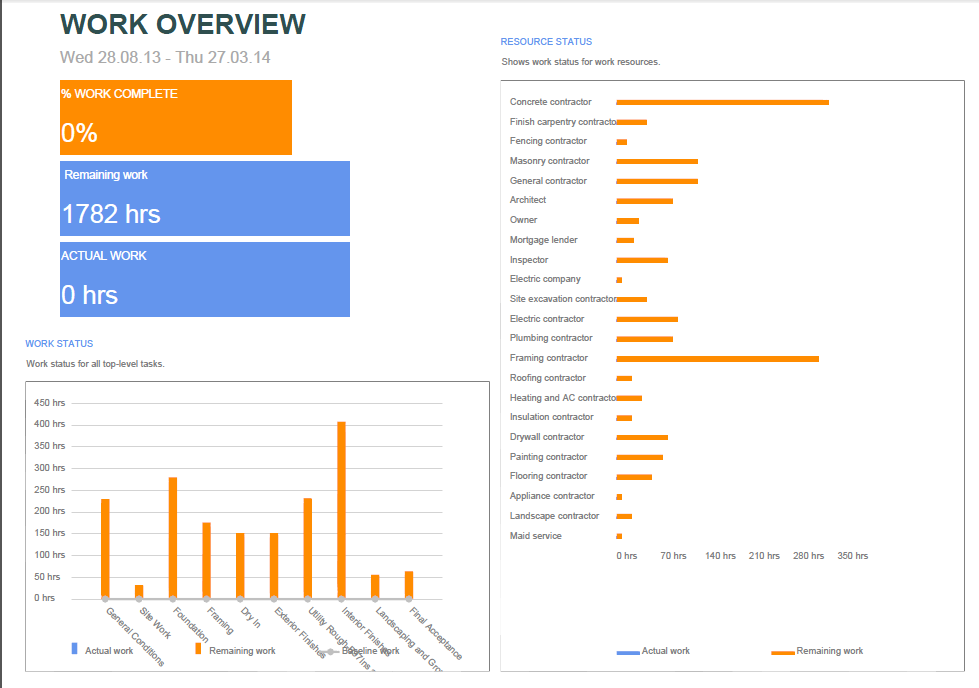 WORK OVERVIEW
Wed 28.08.13 - Thu 27.03.14
% WORK COMPLETE
0%
Remaining work
1782 hrs
ACTUAL WORK
0 hrs
WORK STATUS
Work status for all top-level tasks.
450 hrs
400 hrs
350 hrs
300 hrs
250 hrs
200 hrs
150 hrs
100 hrs
50 hrs
0 hrs
General Conditions
Site Work
Foundation
Framing
Dry In
Exterior Finishes
Utility
Interior Finishes
Landscaping and
Final Acceptance
Actual work
Remaining work
Baseline work
RESOURCE STATUS
Shows work status for work resources.
Concrete contractor
Finish carpentry contractor
Fencing contractor
Masonry contractor
General contractor
Architect
Owner
Mortgage lender
Inspector
Electric company
Site excavation contractor
Electric contractor
Plumbing contractor
Framing contractor
Roofing contractor
Heating and AC contractor
Insulation contractor
Drywall contractor
Painting contractor
Flooring contractor
Appliance contractor
Landscape contractor
Maid service
0 hrs 70 hrs 140 hrs 210 hrs 280 hrs 350 hrs
Actual work
Remaining work